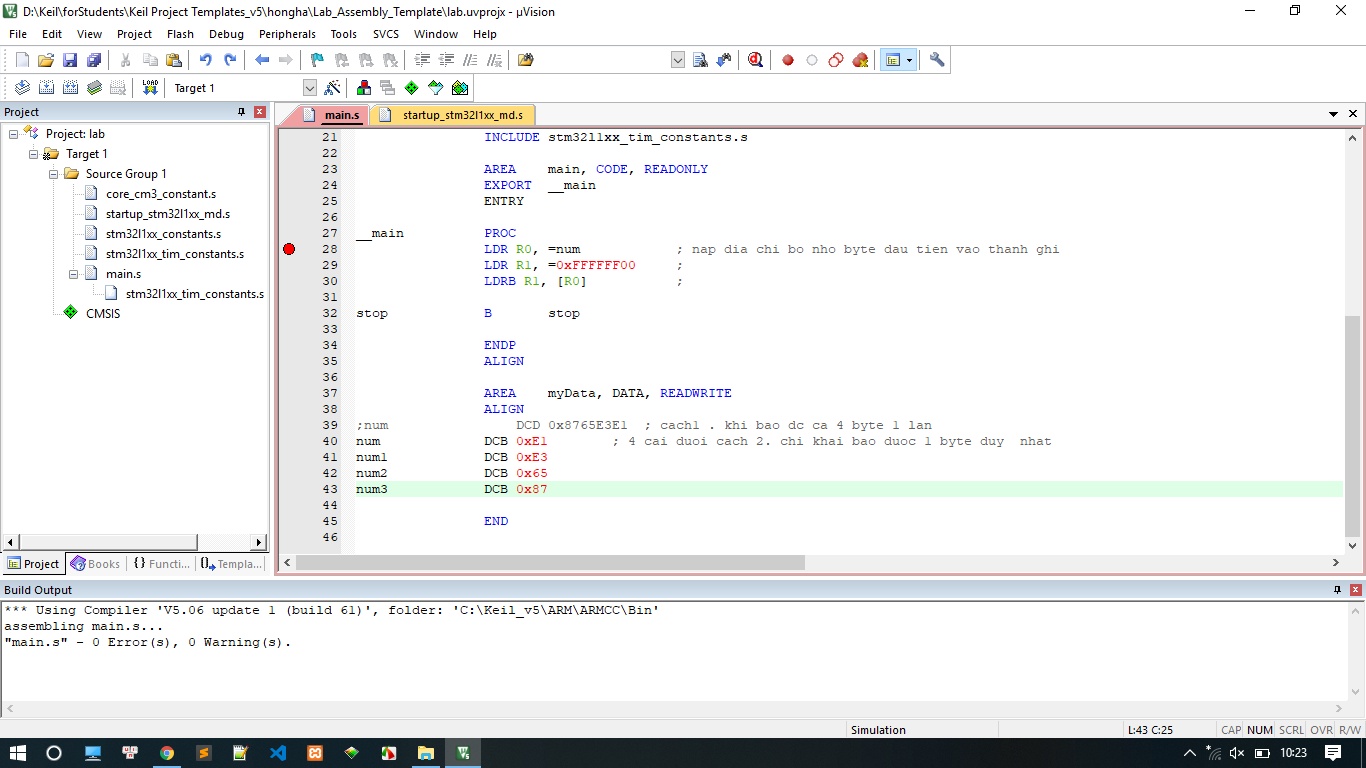 D:\Keil\forStudents\Keil Project Templates_v5\hongha\Lab_Assembly_Template\lab.uvprojx - µVision
File Edit View Project Flash Debug Peripherals Tools SVCS Window Help
LOAD Target 1
Project
Project: lab
Target 1
Source Group 1
core_cm3_constant.s
startup_stm32l1xx_md.s
stm32l1xx_constants.s
stm32l1xx_tim_constants.s
main.s
stm32l1xx_tim_constants.s
CMSIS
Project Books {} Functi... Templa...
main.s startup_stm32l1xx_md.s
21 INCLUDE stm32l1xx_tim_constants.s
22
23 AREA main, CODE, READONLY
24 EXPORT __main
25 ENTRY
26
27 __main PROC
28 LDR R0, =num ; nap dia chi bo nho byte dau tien vao thanh ghi
29 LDR R1, =0xFFFFFF00 ;
30 LDRB R1, [R0] ;
31
32 stop B stop
33
34 ENDP
35 ALIGN
36
37 AREA myData, DATA, READWRITE
38 ALIGN
39 ;num DCD 0x8765E3E1 ; cach1 . khi bao dc ca 4 byte 1 lan
40 num DCB 0xE1 ; 4 cai duoi cach 2. chi khai bao duoc 1 byte duy nhat
41 num1 DCB 0xE3
42 num2 DCB 0x65
43 num3 DCB 0x87
44
45 END
46
Build Output
*** Using Compiler 'V5.06 update 1 (build 61)', folder: 'C:\Keil_v5\ARM\ARMCC\Bin'
assembling main.s...
"main.s" - 0 Error(s), 0 Warning(s).
Simulation L:43 C:25 CAP NUM SCRL OVR R/W
10:23